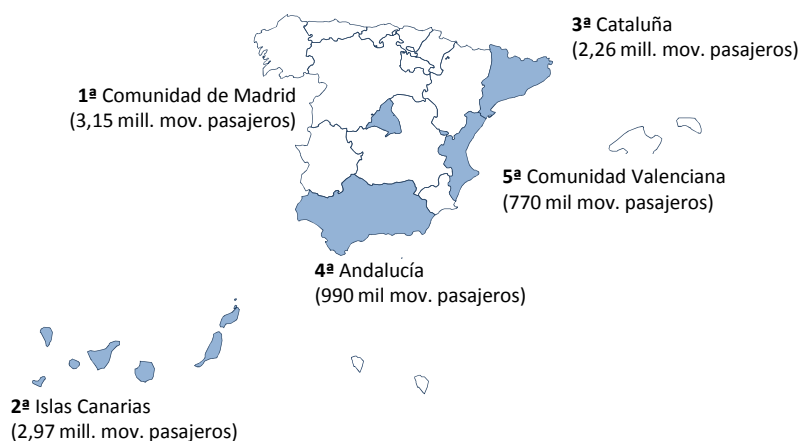 3ª Cataluña
(2,26 mill. mov. pasajeros)
1ª Comunidad de Madrid
(3,15 mill. mov. pasajeros)
5ª Comunidad Valenciana
(770 mil mov. pasajeros)
4ª Andalucía
(990 mil mov. pasajeros)
2ª Islas Canarias
(2,97 mill. mov. pasajeros)